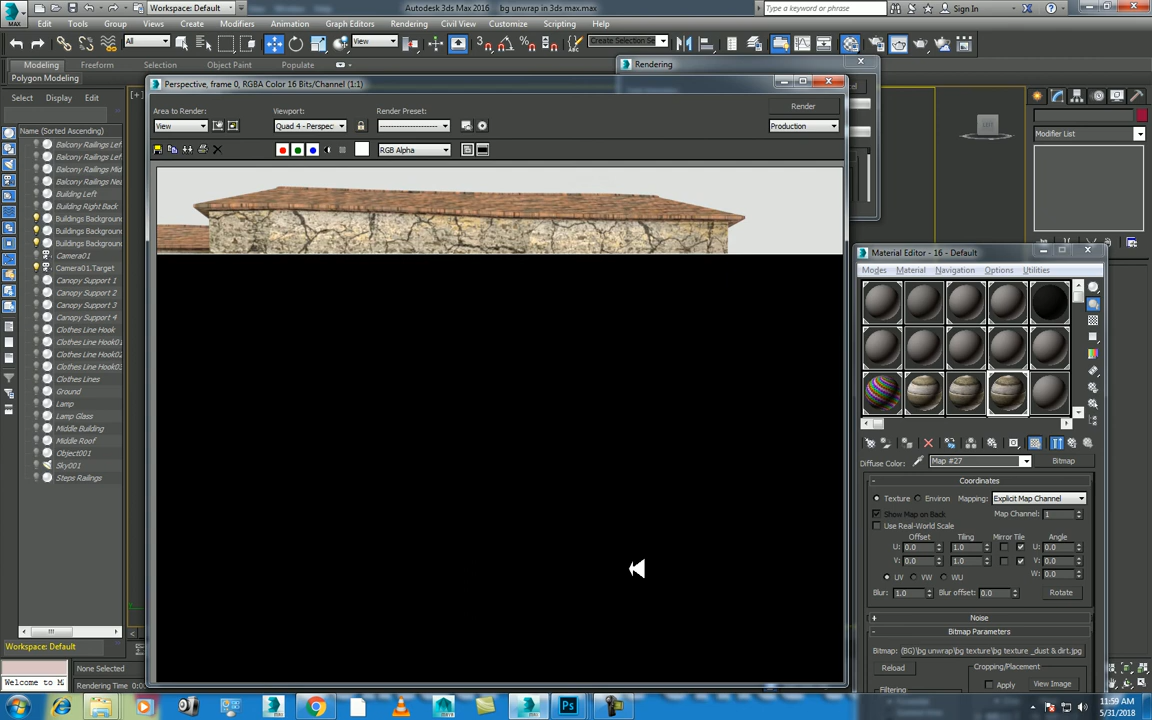 Workspace: Default
Autodesk 3ds Max 2016
bg unwrap in 3ds max.max
Type a keyword or phrase
Sign In
MAX
Edit Tools Group Views Create Modifiers Animation Graph Editors Rendering Civil View Customize Scripting Help
All
View
Create Selection Se
Modeling Freeform Selection Object Paint Populate
Polygon Modeling
Rendering
Select Display Edit
Name (Sorted Ascending)
Balcony Railings Lef
Balcony Railings Lef
Balcony Railings Mid
Balcony Railings Nea
Building Left
Building Right Back
Buildings Background
Buildings Background
Buildings Background
Camera01
Camera01.Target
Canopy Support 1
Canopy Support 2
Canopy Support 3
Canopy Support 4
Clothes Line Hook
Clothes Line Hook01
Clothes Line Hook02
Clothes Line Hook03
Clothes Lines
Ground
Lamp
Lamp Glass
Middle Building
Middle Roof
Object001
Sky001
Steps Railings
Workspace: Default
Perspective, frame 0, RGBA Color 16 Bits/Channel (1:1)
Area to Render:
View
Viewport:
Quad 4 - Perspec
Render Preset:
Render
Production
RGB Alpha
Modifier List
Material Editor - 16 - Default
Modes Material Navigation Options Utilities
Diffuse Color: Map #27 Bitmap
Coordinates
Texture Environ Mapping: Explicit Map Channel
Show Map on Back Map Channel: 1
Use Real-World Scale
Offset Tiling Mirror Tile Angle
U: 0.0 1.0 U: 0.0
V: 0.0 1.0 V: 0.0
UV VW WU W: 0.0
Blur: 1.0 Blur offset: 0.0 Rotate
Noise
Bitmap Parameters
Bitmap: (BG)\bg unwrap\bg texture\bg texture _dust & dirt.jpg
Reload
Cropping/Placement
Apply View Image
Filtering
None Selected
Welcome to M
Rendering Time 0:0
11:59 AM
5/31/2018